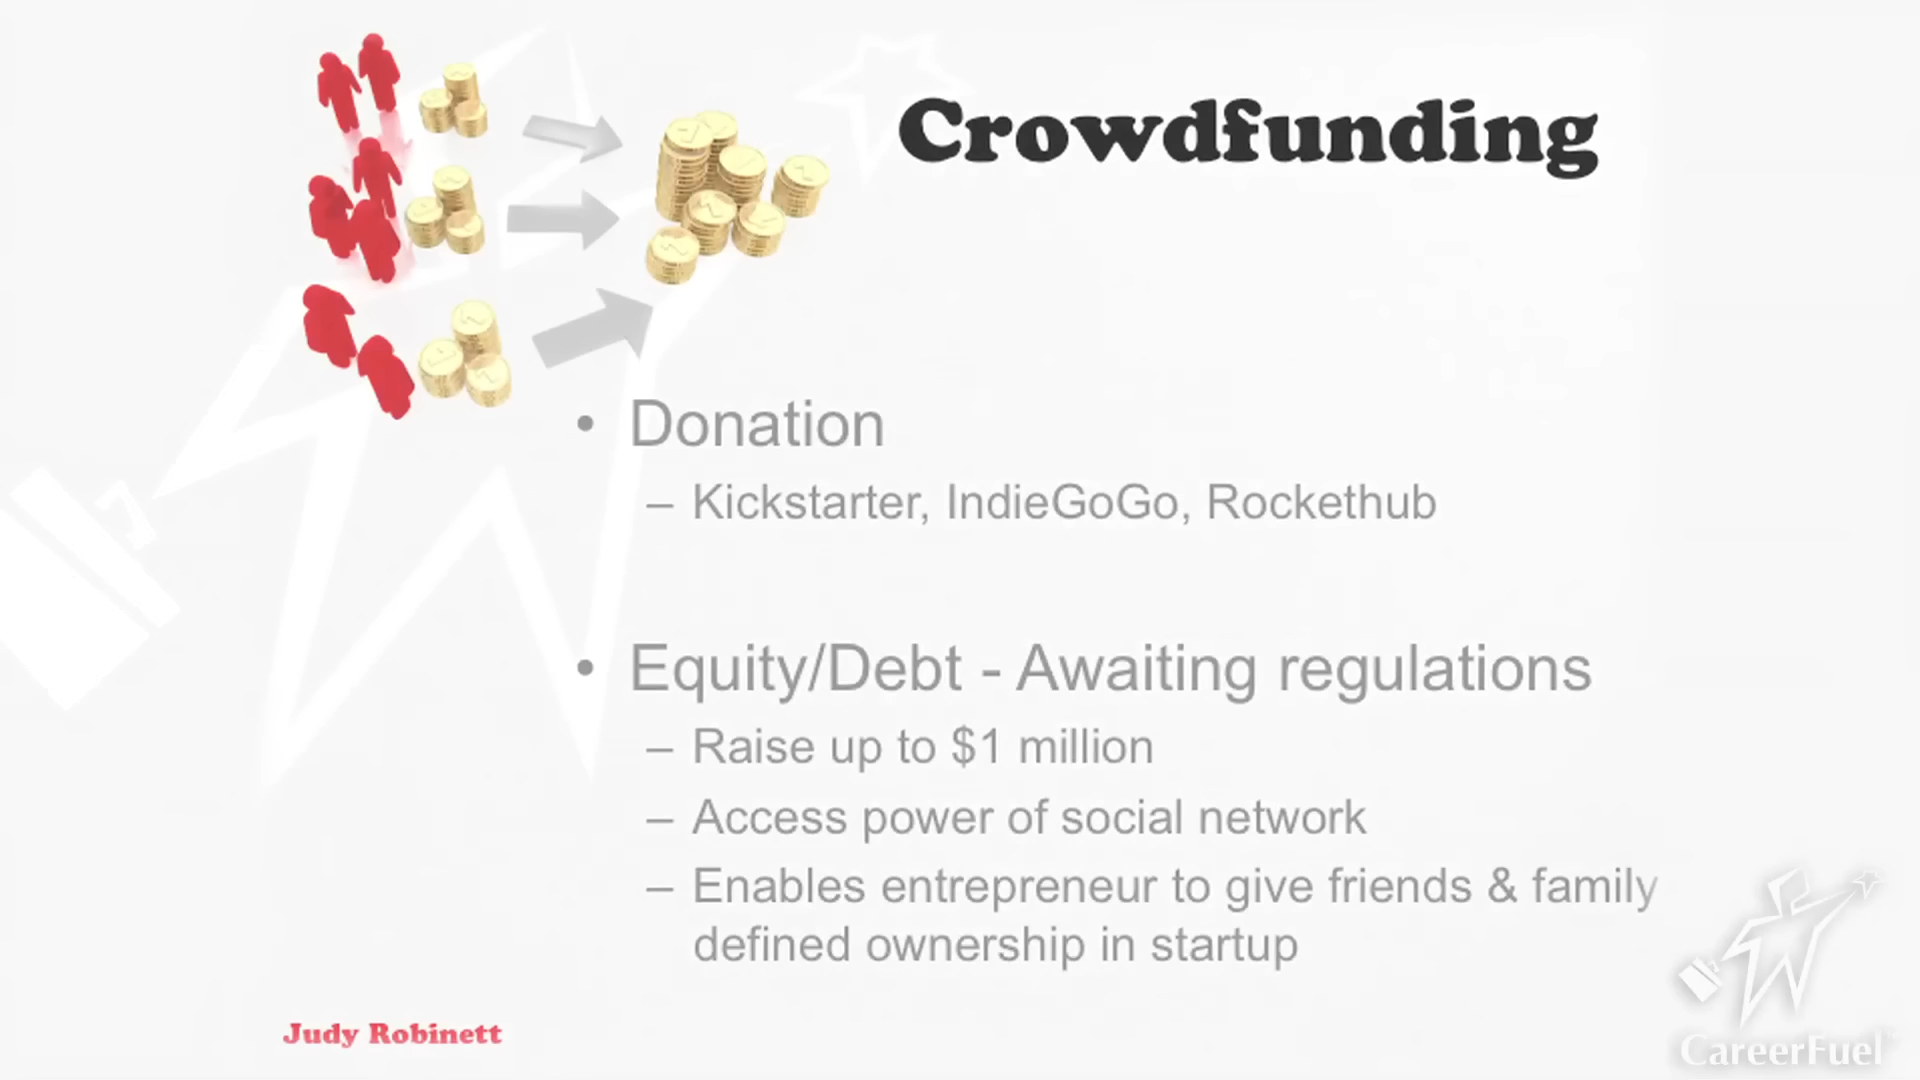 Crowdfunding
• Donation
– Kickstarter, IndieGoGo, Rockethub
• Equity/Debt - Awaiting regulations
– Raise up to $1 million
– Access power of social network
– Enables entrepreneur to give friends & family
defined ownership in startup
Judy Robinett
CareerFuel